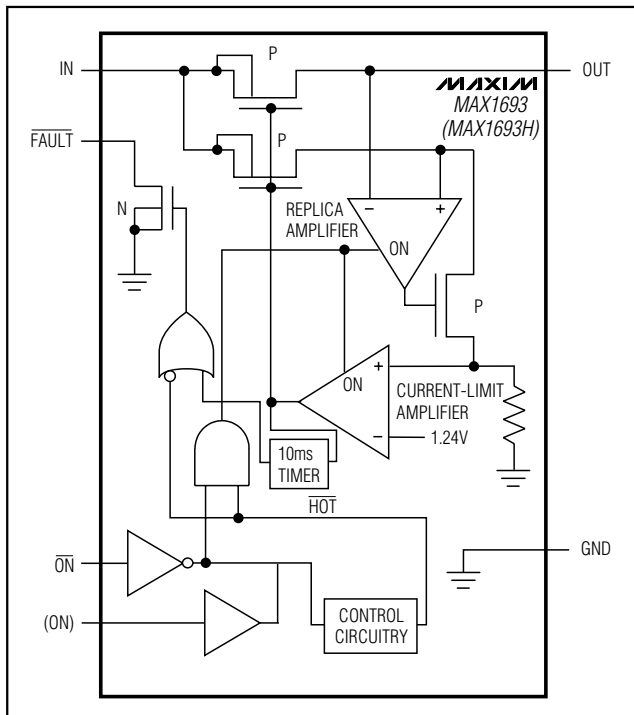 P
IN
OUT
MAXIM
MAX1693
(MAX1693H)
FAULT
P
N
REPLICA
AMPLIFIER
−
+
ON
P
ON
+
CURRENT-LIMIT
AMPLIFIER
−
1.24V
10ms
TIMER
HOT
ON
GND
(ON)
CONTROL
CIRCUITRY